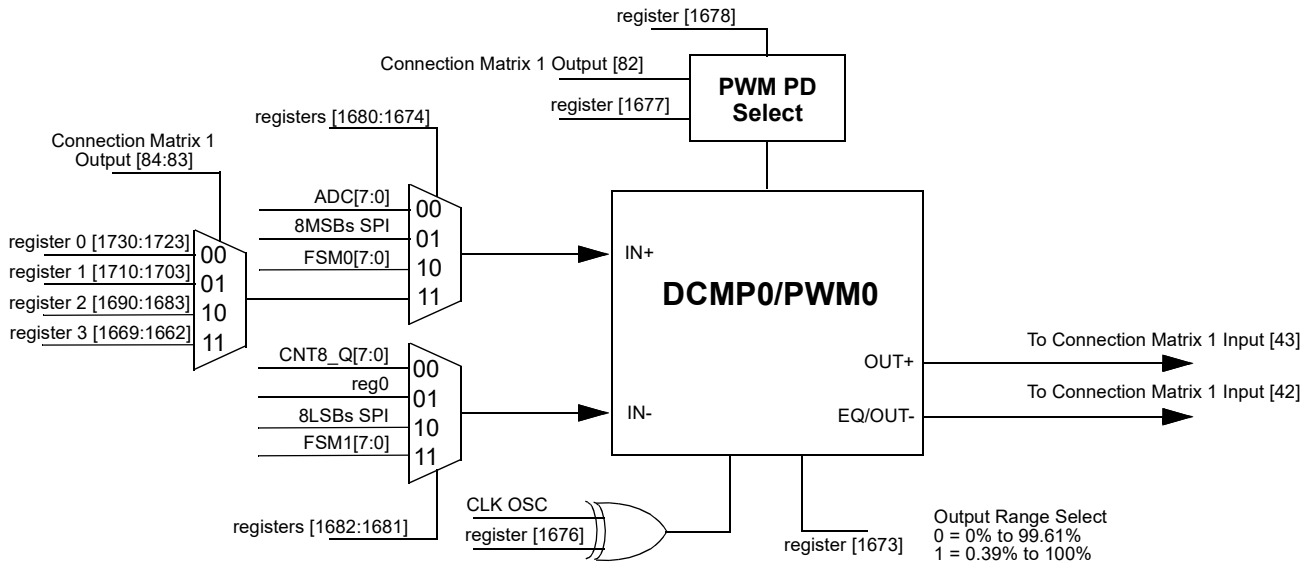 register [1678]
Connection Matrix 1 Output [82]
register [1677]
PWM PD
Select
registers [1680:1674]
Connection Matrix 1
Output [84:83]
ADC[7:0]
00
8MSBs SPI
01
FSM0[7:0]
10
11
register 0 [1730:1723]
00
register 1 [1710:1703]
01
register 2 [1690:1683]
10
register 3 [1669:1662]
11
IN+
DCMP0/PWM0
CNT8_Q[7:0]
00
reg0
01
8LSBs SPI
10
FSM1[7:0]
11
IN-
OUT+
To Connection Matrix 1 Input [43]
EQ/OUT-
To Connection Matrix 1 Input [42]
registers [1682:1681]
CLK OSC
register [1676]
register [1673]
Output Range Select
0 = 0% to 99.61%
1 = 0.39% to 100%